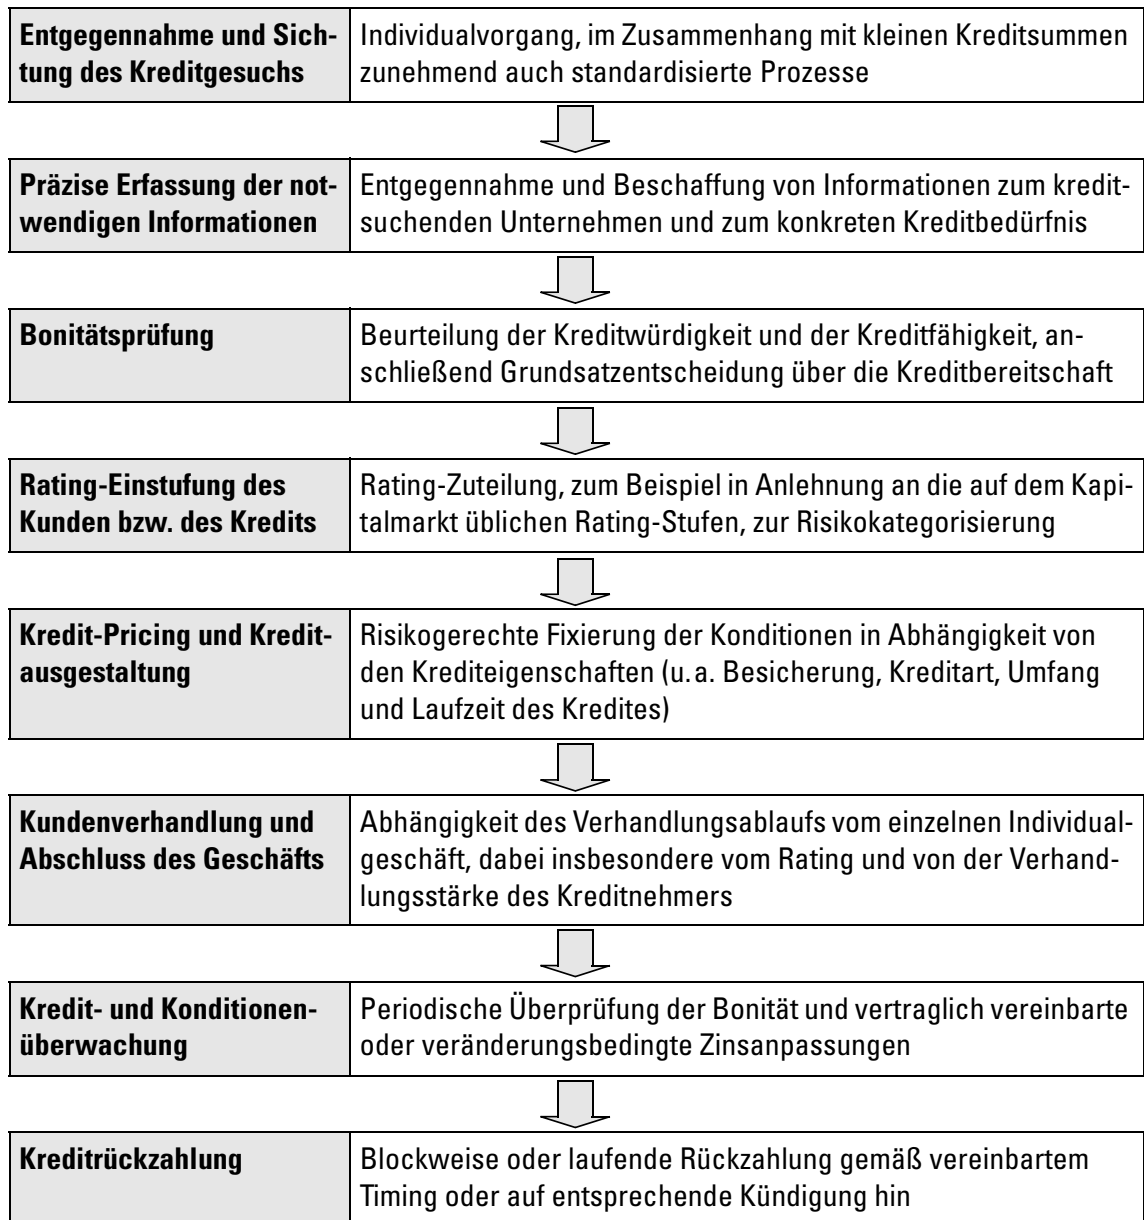 Entgegennahme und Sich-
tung des Kreditgesuchs
Individualvorgang, im Zusammenhang mit kleinen Kreditsummen
zunehmend auch standardisierte Prozesse
Präzise Erfassung der not-
wendigen Informationen
Entgegennahme und Beschaffung von Informationen zum kredit-
suchenden Unternehmen und zum konkreten Kreditbedürfnis
Bonitätsprüfung
Beurteilung der Kreditwürdigkeit und der Kreditfähigkeit, an-
schließend Grundsatzentscheidung über die Kreditbereitschaft
Rating-Einstufung des
Kunden bzw. des Kredits
Rating-Zuteilung, zum Beispiel in Anlehnung an die auf dem Kapi-
talmarkt üblichen Rating-Stufen, zur Risikokategorisierung
Kredit-Pricing und Kredit-
ausgestaltung
Risikogerechte Fixierung der Konditionen in Abhängigkeit von
den Krediteigenschaften (u.a. Besicherung, Kreditart, Umfang
und Laufzeit des Kredites)
Kundenverhandlung und
Abschluss des Geschäfts
Abhängigkeit des Verhandlungsablaufs vom einzelnen Individual-
geschäft, dabei insbesondere vom Rating und von der Verhand-
lungsstärke des Kreditnehmers
Kredit- und Konditionen-
überwachung
Periodische Überprüfung der Bonität und vertraglich vereinbarte
oder veränderungsbedingte Zinsanpassungen
Kreditrückzahlung
Blockweise oder laufende Rückzahlung gemäß vereinbartem
Timing oder auf entsprechende Kündigung hin